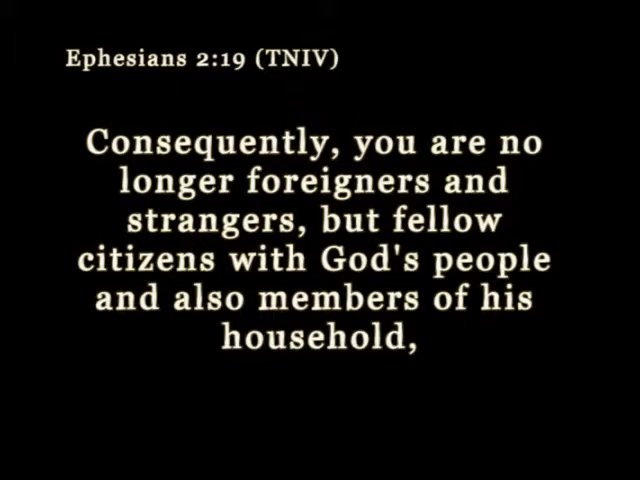 Ephesians 2:19 (TNIV)
Consequently, you are no
longer foreigners and
strangers, but fellow
citizens with God's people
and also members of his
household,